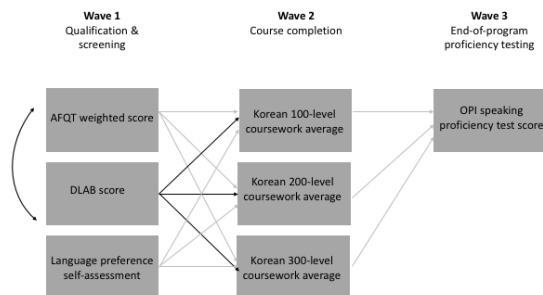 Wave 1
Qualification &
screening
Wave 2
Course completion
Wave 3
End-of-program
proficiency testing
AFQT weighted score
Korean 100-level
coursework average
OPI speaking
proficiency test score
DLAB score
Korean 200-level
coursework average
Language preference
self-assessment
Korean 300-level
coursework average